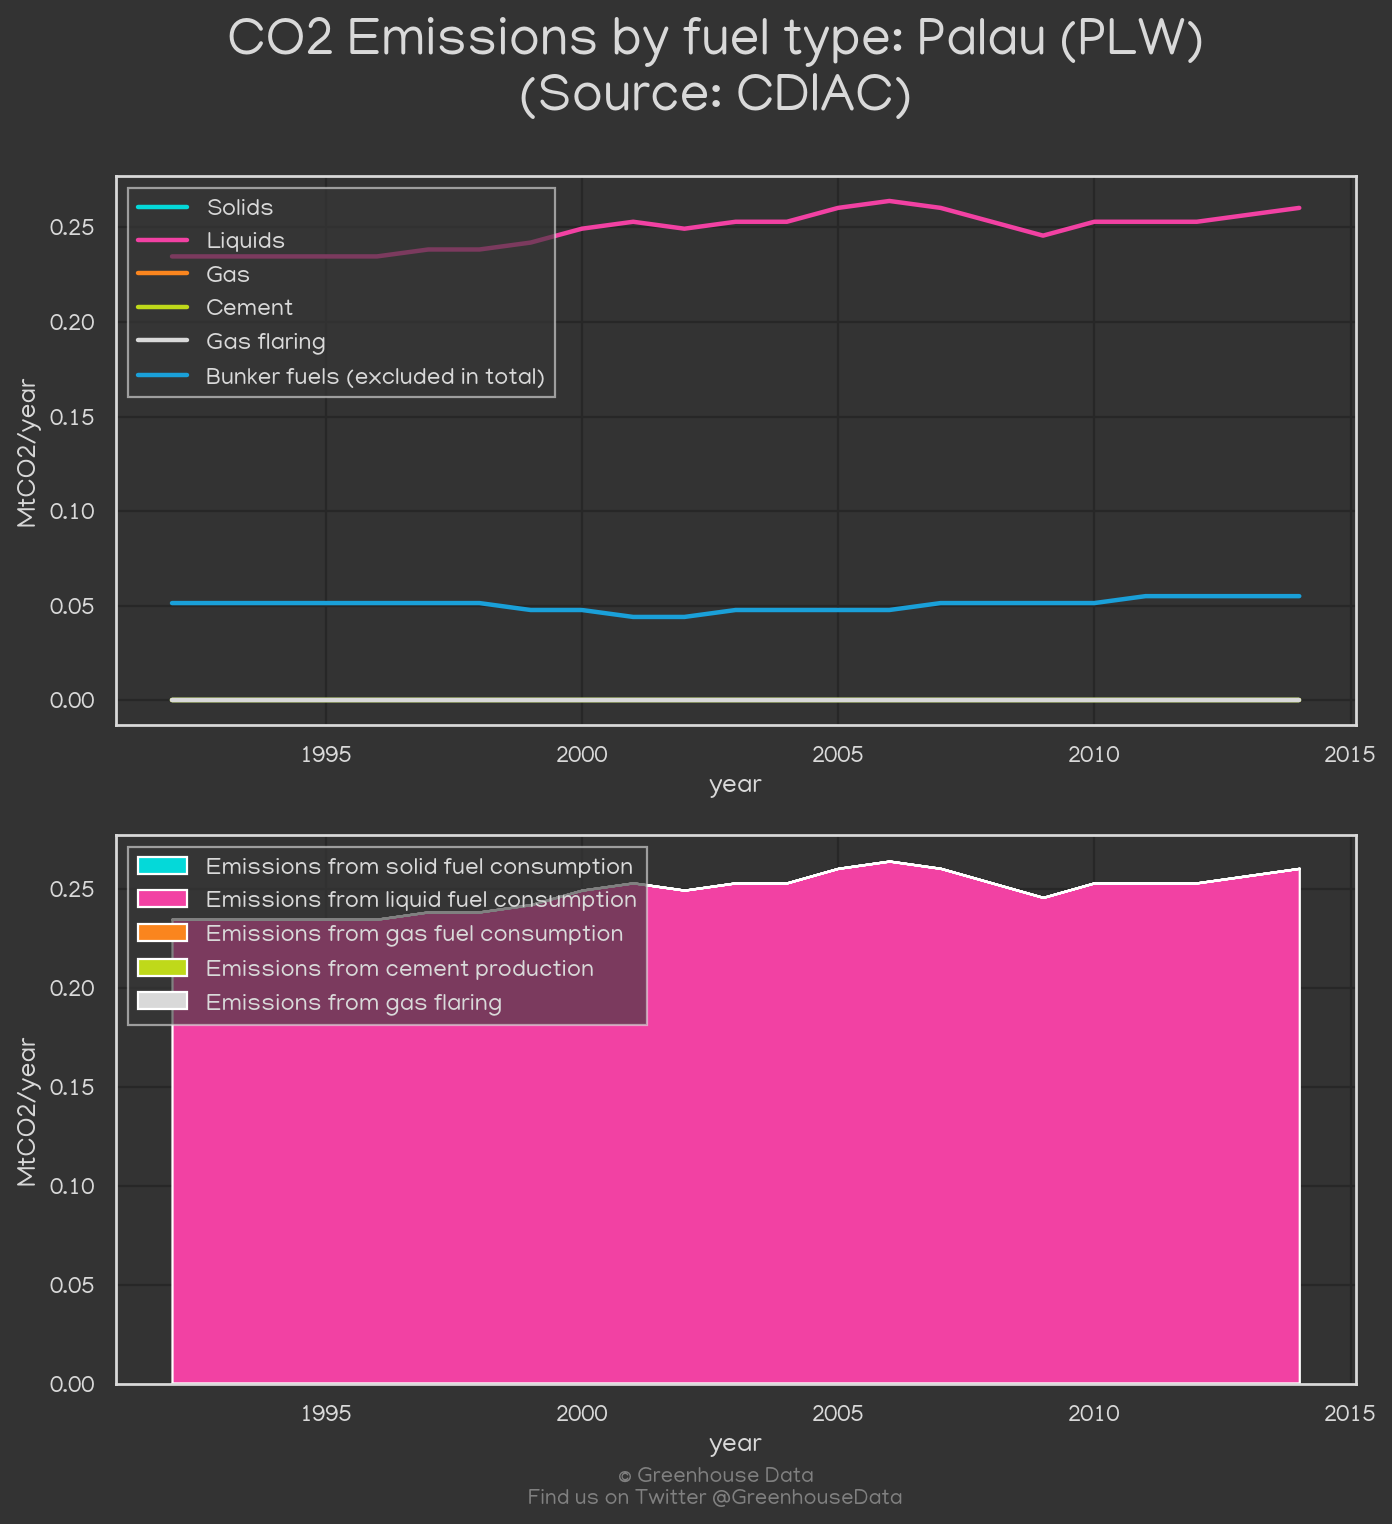 CO2 Emissions by fuel type: Palau (PLW)
(Source: CDIAC)
Solids
Liquids
Gas
Cement
Gas flaring
Bunker fuels (excluded in total)
0.25
0.20
0.15
0.10
0.05
0.00
MtCO2/year
1995 2000 2005 2010 2015
year
Emissions from solid fuel consumption
Emissions from liquid fuel consumption
Emissions from gas fuel consumption
Emissions from cement production
Emissions from gas flaring
0.25
0.20
0.15
0.10
0.05
0.00
MtCO2/year
1995 2000 2005 2010 2015
year
© Greenhouse Data
Find us on Twitter @GreenhouseData